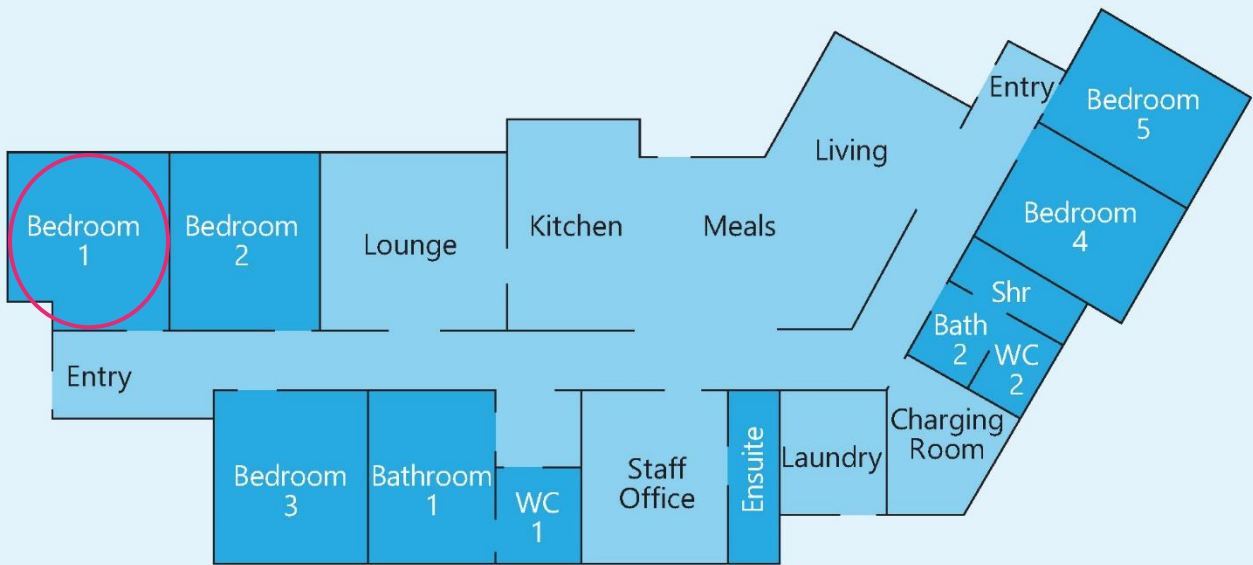 Bedroom
1
Bedroom
2
Lounge
Kitchen
Meals
Living
Entry
Bedroom
5
Bedroom
4
Shr
Bath
2
WC
2
Entry
Bedroom
3
Bathroom
1
WC
1
Staff
Office
Ensuite
Laundry
Charging
Room